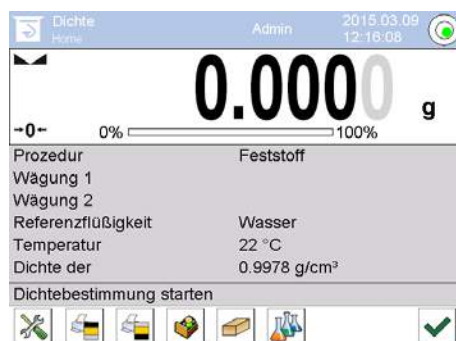 Dichte Admin 2015.03.09
Home 12:16:08
0.0000 g
→0← 0% 100%
Prozedur Feststoff
Wägung 1
Wägung 2
Referenzflüßigkeit Wasser
Temperatur 22 °C
Dichte der 0.9978 g/cm³
Dichtebestimmung starten